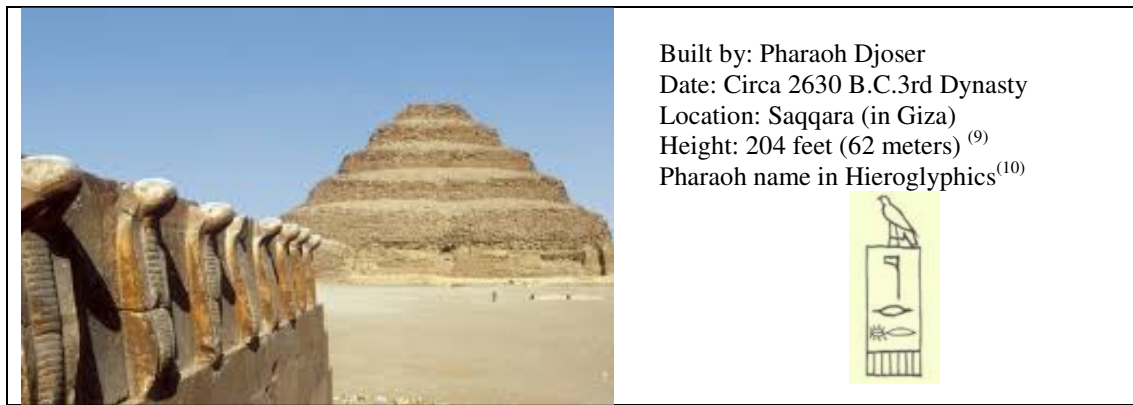 Built by: Pharaoh Djoser
Date: Circa 2630 B.C.3rd Dynasty
Location: Saqqara (in Giza)
Height: 204 feet (62 meters) (9)
Pharaoh name in Hieroglyphics(10)